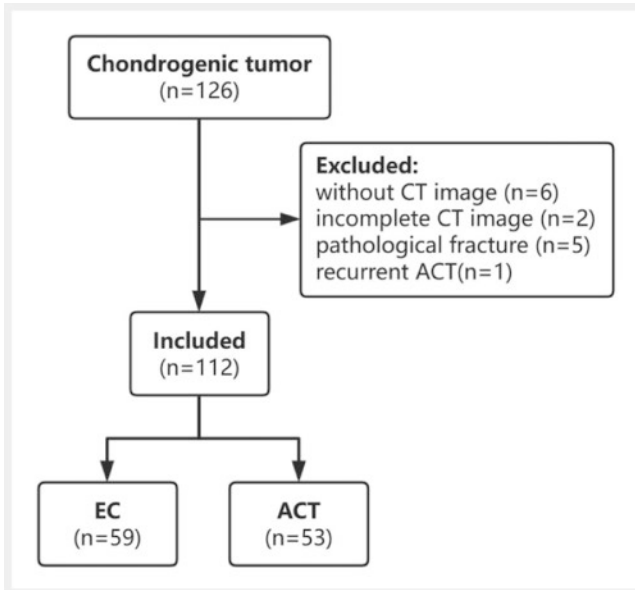 Chondrogenic tumor
(n=126)
Excluded:
without CT image (n=6)
incomplete CT image (n=2)
pathological fracture (n=5)
recurrent ACT(n=1)
Included
(n=112)
EC
(n=59)
ACT
(n=53)